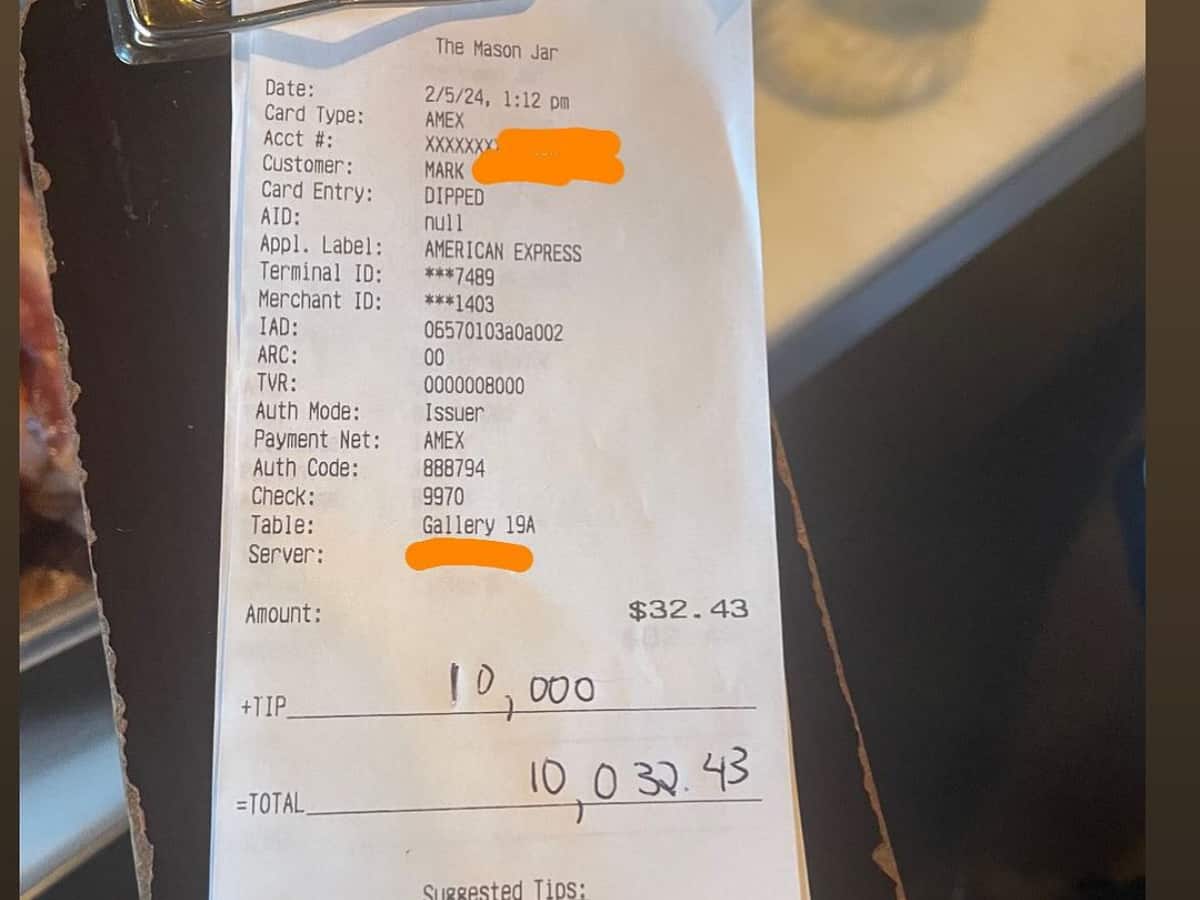 The Mason Jar
Date: 2/5/24, 1:12 pm
Card Type: AMEX
Acct #: XXXXXXX
Customer: MARK
Card Entry: DIPPED
AID: null
Appl. Label: AMERICAN EXPRESS
Terminal ID: ***7489
Merchant ID: ***1403
IAD: 06570103a0a002
ARC: 00
TVR: 0000008000
Auth Mode: Issuer
Payment Net: AMEX
Auth Code: 888794
Check: 9970
Table: Gallery 19A
Server:
Amount: $32.43
+TIP 10,000
=TOTAL 10,032.43
Suggested Tips: